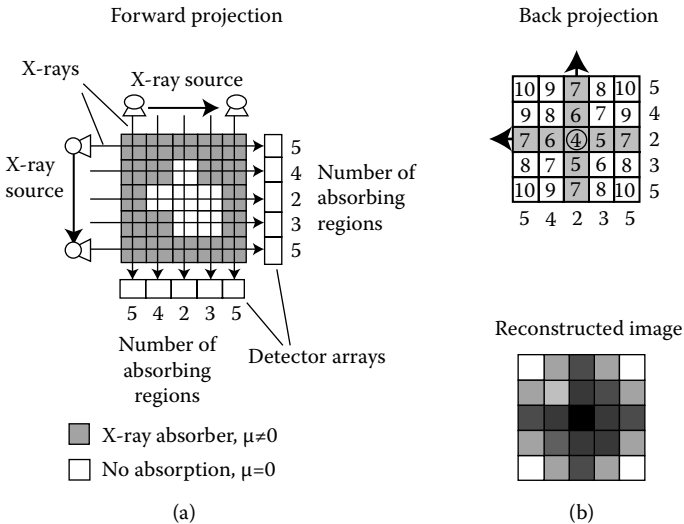 Forward projection
X-rays
X-ray source
X-ray
source
5
4
2
3
5
Number of
absorbing
regions
5 4 2 3 5
Number of
absorbing
regions
Detector arrays
X-ray absorber, μ≠0
No absorption, μ=0
(a)
Back projection
10 9 7 8 10 5
9 8 6 7 9 4
7 6 4 5 7 2
8 7 5 6 8 3
10 9 7 8 10 5
5 4 2 3 5
Reconstructed image
(b)